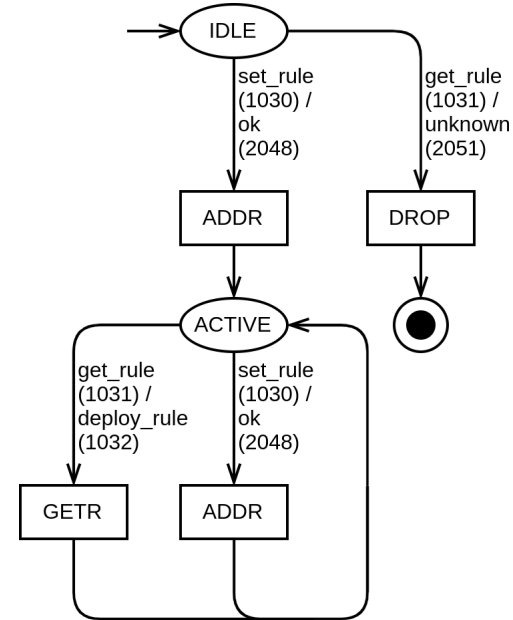 IDLE
set_rule
(1030) /
ok
(2048)
get_rule
(1031) /
unknown
(2051)
ADDR
DROP
ACTIVE
get_rule
(1031) /
deploy_rule
(1032)
set_rule
(1030) /
ok
(2048)
GETR
ADDR